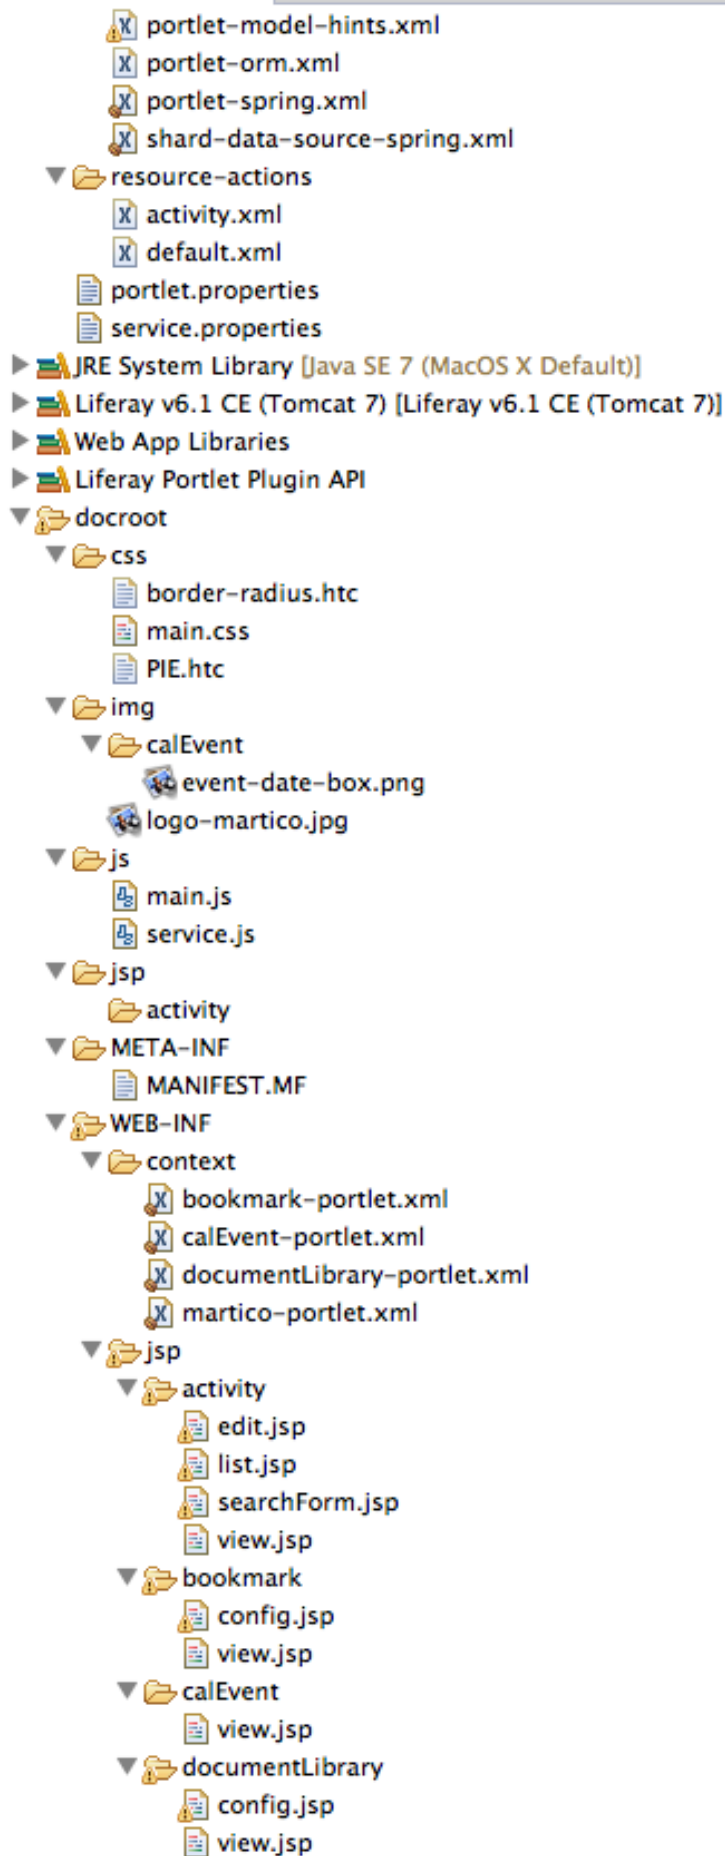 portlet-model-hints.xml
portlet-orm.xml
portlet-spring.xml
shard-data-source-spring.xml
resource-actions
activity.xml
default.xml
portlet.properties
service.properties
JRE System Library [Java SE 7 (MacOS X Default)]
Liferay v6.1 CE (Tomcat 7) [Liferay v6.1 CE (Tomcat 7)]
Web App Libraries
Liferay Portlet Plugin API
docroot
css
border-radius.htc
main.css
PIE.htc
img
calEvent
event-date-box.png
logo-martico.jpg
js
main.js
service.js
jsp
activity
META-INF
MANIFEST.MF
WEB-INF
context
bookmark-portlet.xml
calEvent-portlet.xml
documentLibrary-portlet.xml
martico-portlet.xml
jsp
activity
edit.jsp
list.jsp
searchForm.jsp
view.jsp
bookmark
config.jsp
view.jsp
calEvent
view.jsp
documentLibrary
config.jsp
view.jsp